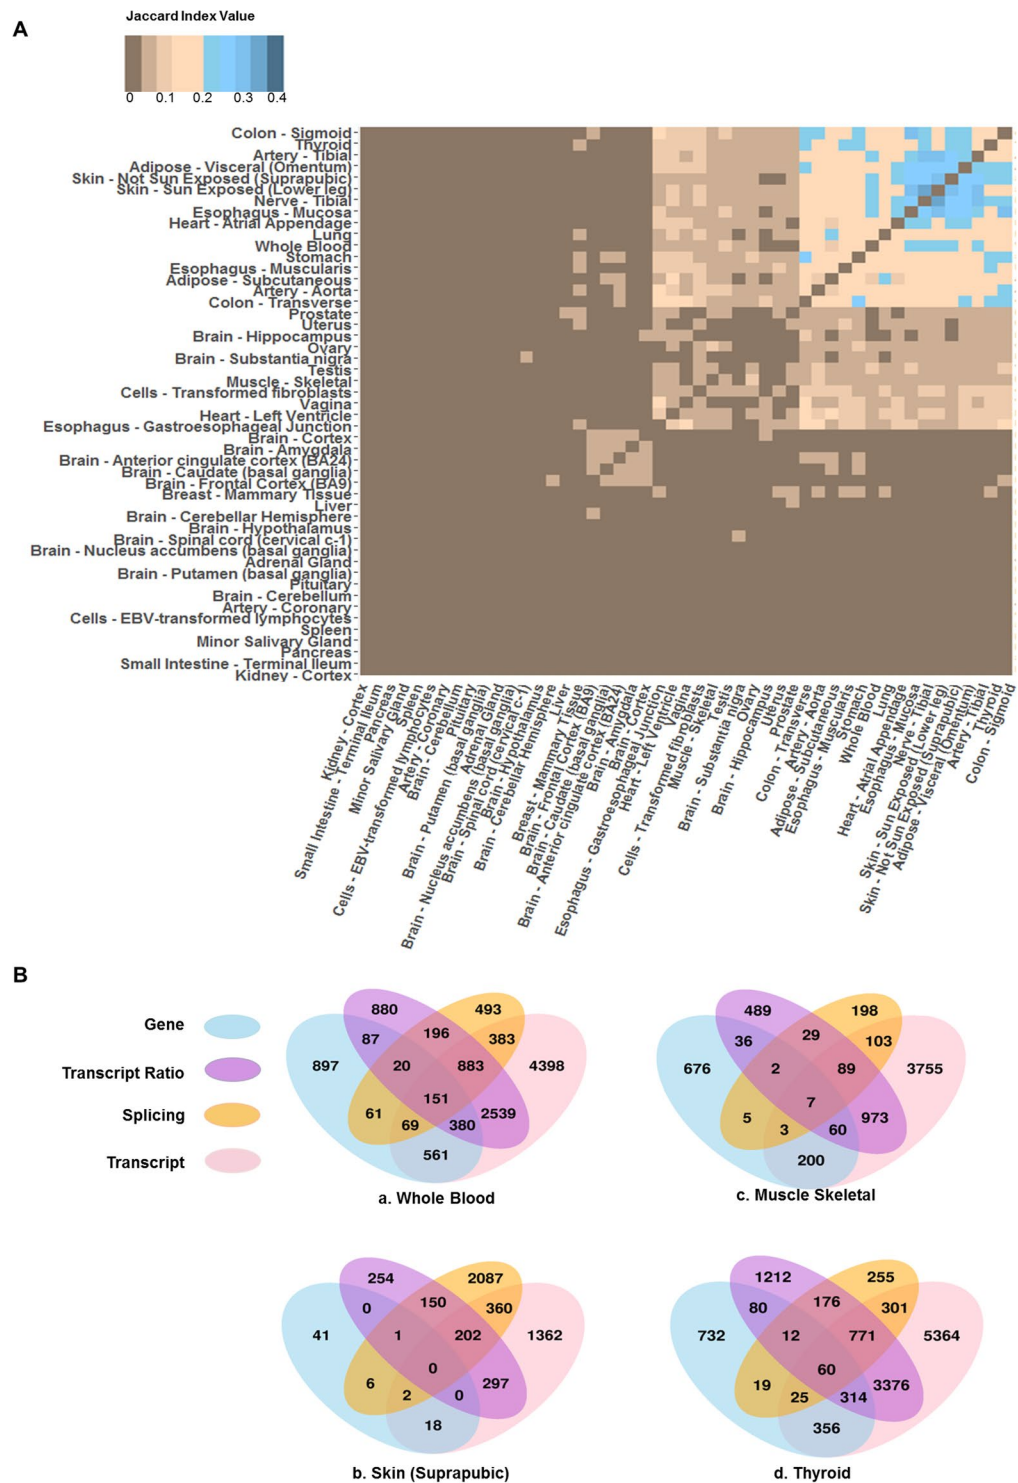 A
Jaccard Index Value
0 0.1 0.2 0.3 0.4
Colon - Sigmoid
Thyroid
Artery - Tibial
Adipose - Visceral (Omentum)
Skin - Not Sun Exposed (Suprapubic)
Skin - Sun Exposed (Lower leg)
Nerve - Tibial
Esophagus - Mucosa
Heart - Atrial Appendage
Lung
Whole Blood
Stomach
Esophagus - Muscularis
Adipose - Subcutaneous
Artery - Aorta
Colon - Transverse
Prostate
Uterus
Brain - Hippocampus
Ovary
Brain - Substantia nigra
Testis
Muscle - Skeletal
Cells - Transformed fibroblasts
Vagina
Heart - Left Ventricle
Esophagus - Gastroesophageal Junction
Brain - Cortex
Brain - Amygdala
Brain - Anterior cingulate cortex (BA24)
Brain - Caudate (basal ganglia)
Brain - Frontal Cortex (BA9)
Breast - Mammary Tissue
Liver
Brain - Cerebellar Hemisphere
Brain - Hypothalamus
Brain - Spinal cord (cervical c-1)
Brain - Nucleus accumbens (basal ganglia)
Adrenal Gland
Brain - Putamen (basal ganglia)
Pituitary
Brain - Cerebellum
Artery - Coronary
Cells - EBV-transformed lymphocytes
Spleen
Minor Salivary Gland
Pancreas
Small Intestine - Terminal Ileum
Kidney - Cortex
Kidney - Cortex
Small Intestine - Terminal Ileum
Pancreas
Minor Salivary Gland
Spleen
Cells - EBV-transformed lymphocytes
Artery - Coronary
Brain - Cerebellum
Pituitary
Brain - Putamen (basal ganglia)
Adrenal Gland
Brain - Nucleus accumbens (basal ganglia)
Brain - Spinal cord (cervical c-1)
Brain - Hypothalamus
Brain - Cerebellar Hemisphere
Liver
Breast - Mammary Tissue
Brain - Frontal Cortex (BA9)
Brain - Caudate (basal ganglia)
Brain - Anterior cingulate cortex (BA24)
Brain - Amygdala
Brain - Cortex
Esophagus - Gastroesophageal Junction
Heart - Left Ventricle
Vagina
Cells - Transformed fibroblasts
Muscle - Skeletal
Testis
Brain - Substantia nigra
Ovary
Brain - Hippocampus
Uterus
Prostate
Colon - Transverse
Artery - Aorta
Adipose - Subcutaneous
Esophagus - Muscularis
Stomach
Whole Blood
Lung
Heart - Atrial Appendage
Esophagus - Mucosa
Nerve - Tibial
Skin - Sun Exposed (Lower leg)
Skin - Not Sun Exposed (Suprapubic)
Adipose - Visceral (Omentum)
Artery - Tibial
Thyroid
Colon - Sigmoid
B
Gene
Transcript Ratio
Splicing
Transcript
880 493
87 196 383
897 20 883 4398
151
61 69 380 2539
561
a. Whole Blood
489 198
36 29 103
676 2 89 3755
7
5 3 60 973
200
c. Muscle Skeletal
254 2087
0 150 360
41 1 202 1362
0
6 2 0 297
18
b. Skin (Suprapubic)
1212 255
80 176 301
732 12 771 5364
60
19 25 314 3376
356
d. Thyroid